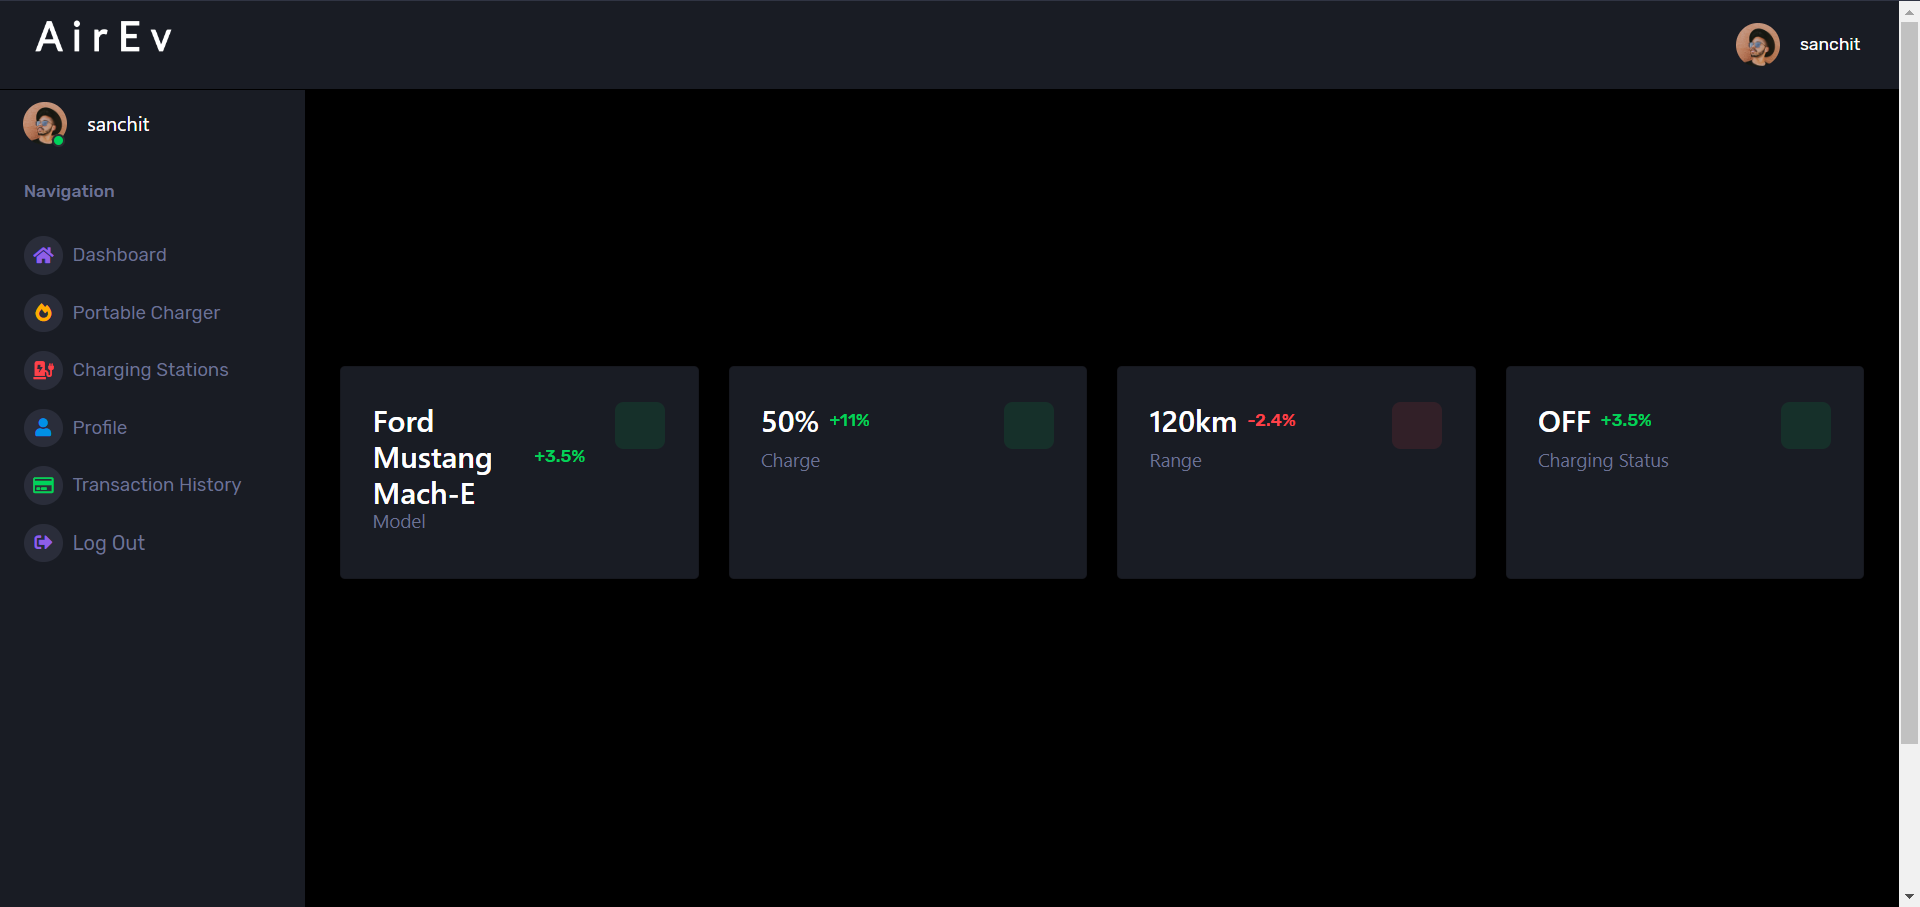 AirEv
sanchit
sanchit
Navigation
Dashboard
Portable Charger
Charging Stations
Profile
Transaction History
Log Out
Ford
Mustang +3.5%
Mach-E
Model
50% +11%
Charge
120km -2.4%
Range
OFF +3.5%
Charging Status